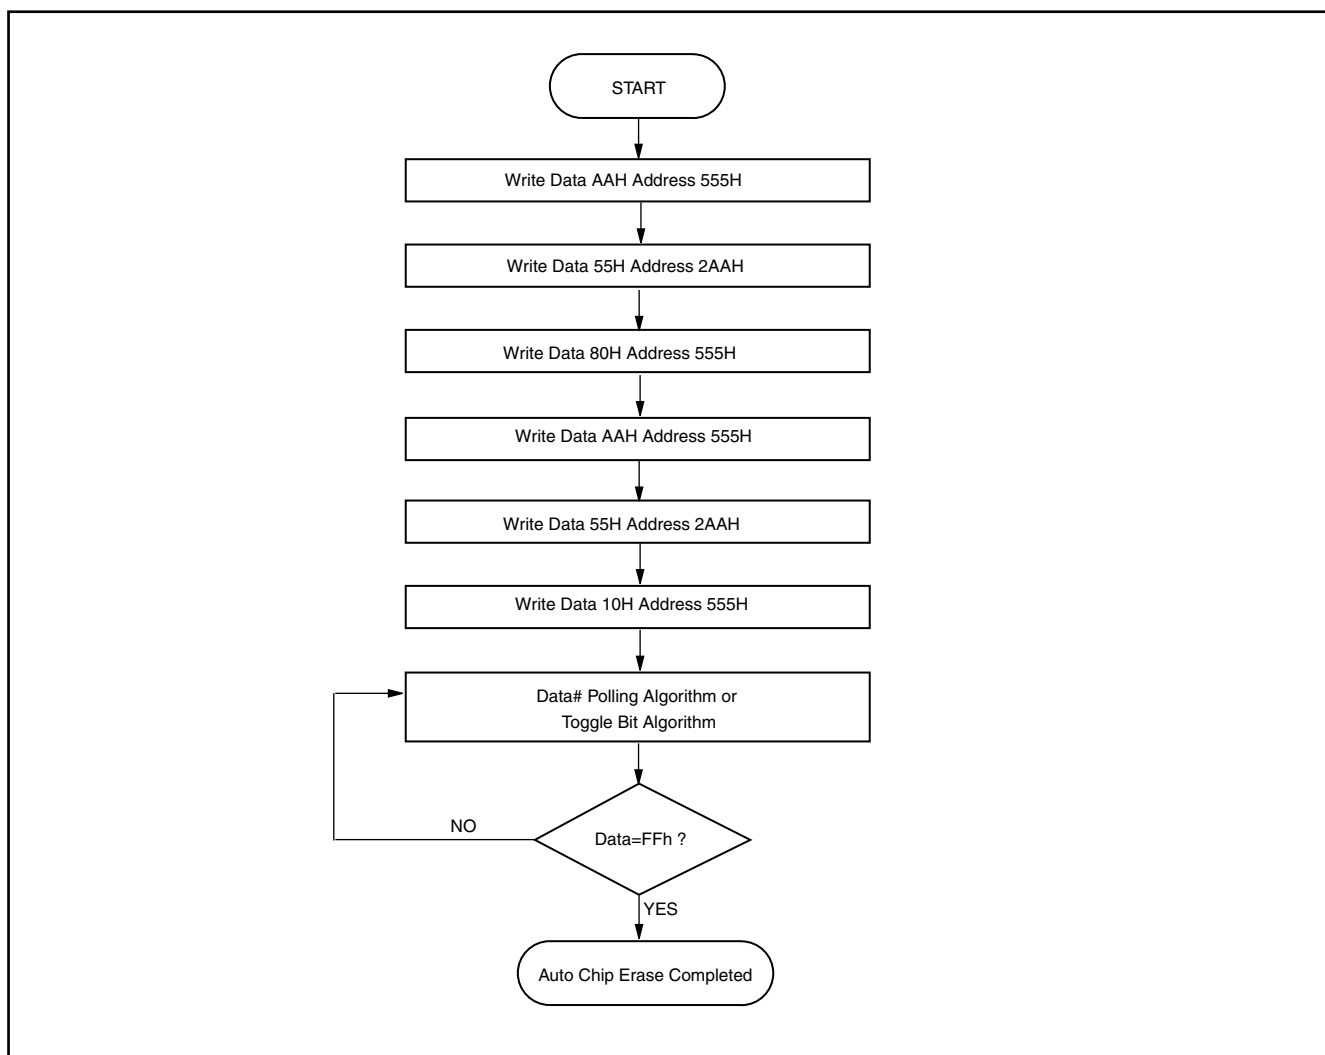 START
Write Data AAH Address 555H
Write Data 55H Address 2AAH
Write Data 80H Address 555H
Write Data AAH Address 555H
Write Data 55H Address 2AAH
Write Data 10H Address 555H
Data# Polling Algorithm or
Toggle Bit Algorithm
NO
Data=FFh ?
YES
Auto Chip Erase Completed